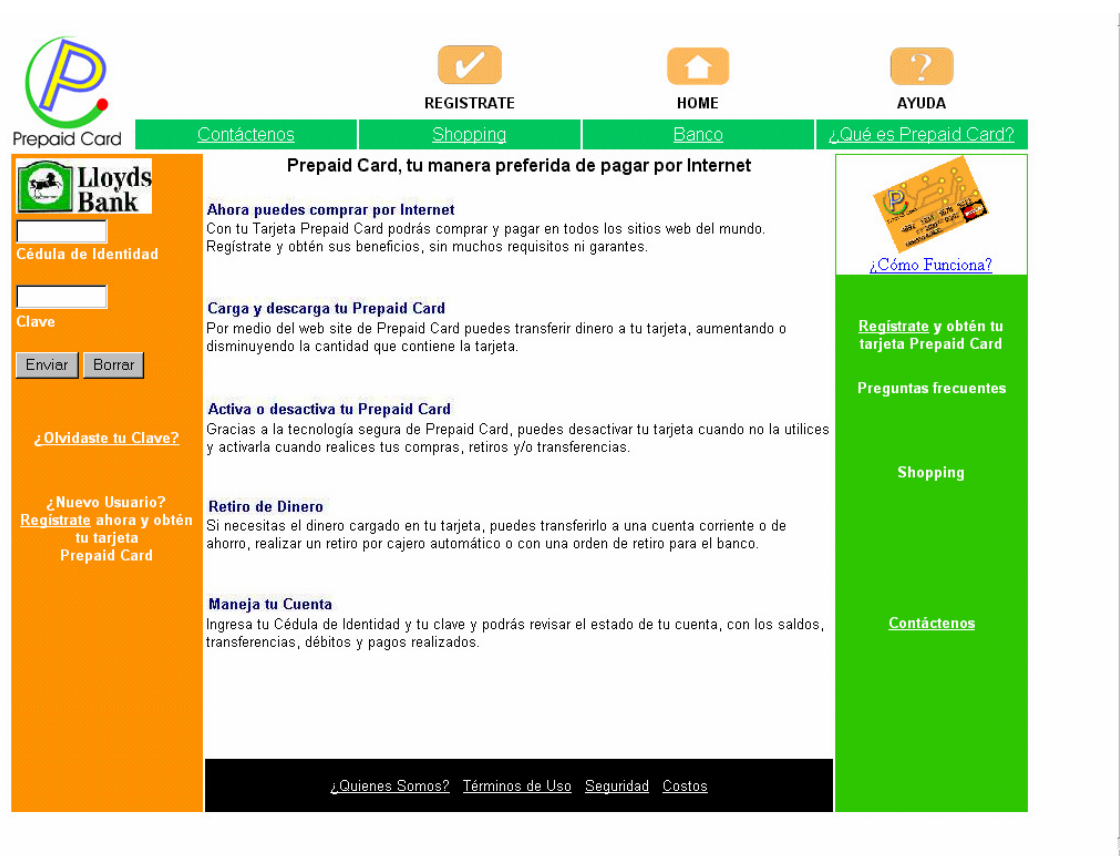 REGISTRATE
HOME
AYUDA
Prepaid Card
Contáctenos
Shopping
Banco
¿Qué es Prepaid Card?
Lloyds
Bank
Cédula de Identidad
Clave
Enviar
Borrar
¿Olvidaste tu Clave?
¿Nuevo Usuario?
Regístrate ahora y obtén
tu tarjeta
Prepaid Card
Prepaid Card, tu manera preferida de pagar por Internet
Ahora puedes comprar por Internet
Con tu Tarjeta Prepaid Card podrás comprar y pagar en todos los sitios web del mundo.
Regístrate y obtén sus beneficios, sin muchos requisitos ni garantes.
Carga y descarga tu Prepaid Card
Por medio del web site de Prepaid Card puedes transferir dinero a tu tarjeta, aumentando o
disminuyendo la cantidad que contiene la tarjeta.
Activa o desactiva tu Prepaid Card
Gracias a la tecnología segura de Prepaid Card, puedes desactivar tu tarjeta cuando no la utilices
y activarla cuando realices tus compras, retiros y/o transferencias.
Retiro de Dinero
Si necesitas el dinero cargado en tu tarjeta, puedes transferirlo a una cuenta corriente o de
ahorro, realizar un retiro por cajero automático o con una orden de retiro para el banco.
Maneja tu Cuenta
Ingresa tu Cédula de Identidad y tu clave y podrás revisar el estado de tu cuenta, con los saldos,
transferencias, débitos y pagos realizados.
¿Cómo Funciona?
Regístrate y obtén tu
tarjeta Prepaid Card
Preguntas frecuentes
Shopping
Contáctenos
¿Quienes Somos? Términos de Uso Seguridad Costos